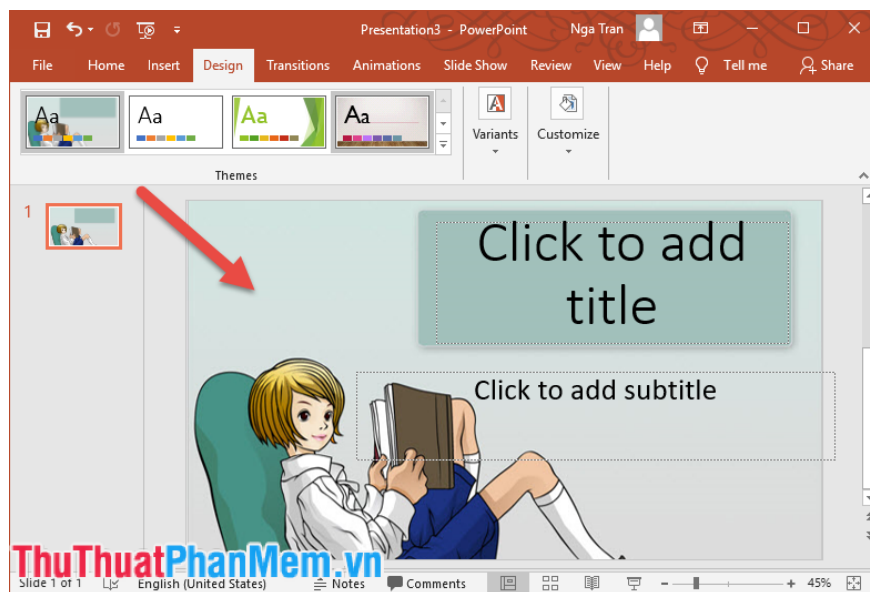 Presentation3 - PowerPoint
Nga Tran
File Home Insert Design Transitions Animations Slide Show Review View Help Tell me Share
Aa Aa Aa Aa
Variants
Customize
Themes
1
Click to add
title
Click to add subtitle
ThuThuatPhanMem.vn
Slide 1 of 1 English (United States) Notes Comments 45%